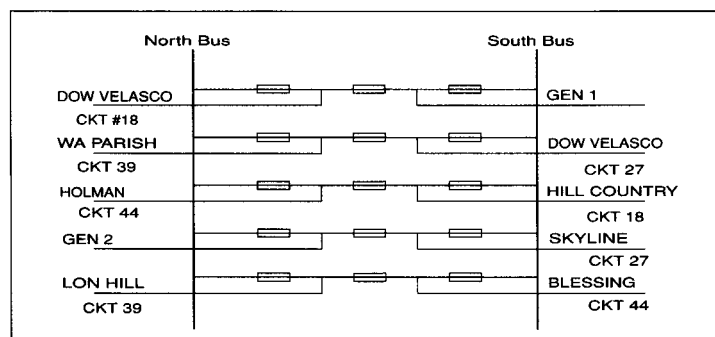 North Bus South Bus
DOW VELASCO GEN 1
CKT #18
WA PARISH DOW VELASCO
CKT 39 CKT 27
HOLMAN HILL COUNTRY
CKT 44 CKT 18
GEN 2 SKYLINE
CKT 27
LON HILL BLESSING
CKT 39 CKT 44